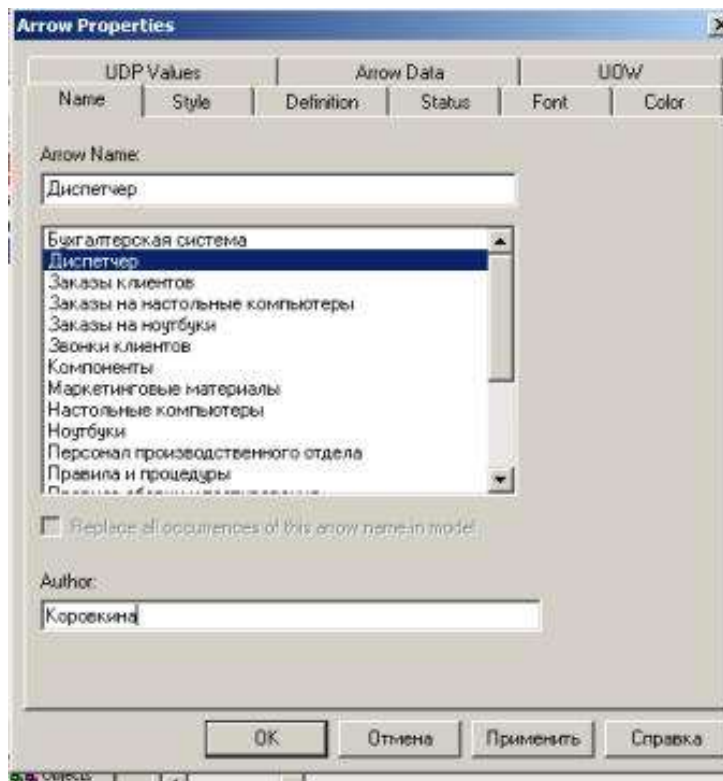 Arrow Properties
UDP Values Arrow Data UOW
Name Style Definition Status Font Color
Arrow Name:
Диспетчер
Бухгалтерская система
Диспетчер
Заказы клиентов
Заказы на настольные компьютеры
Заказы на ноутбуки
Звонки клиентов
Компоненты
Маркетинговые материалы
Настольные компьютеры
Ноутбуки
Персонал производственного отдела
Правила и процедуры
Replace all occurrences of this arrow name in model
Author:
Коровкина
OK Отмена Применить Справка
Objects